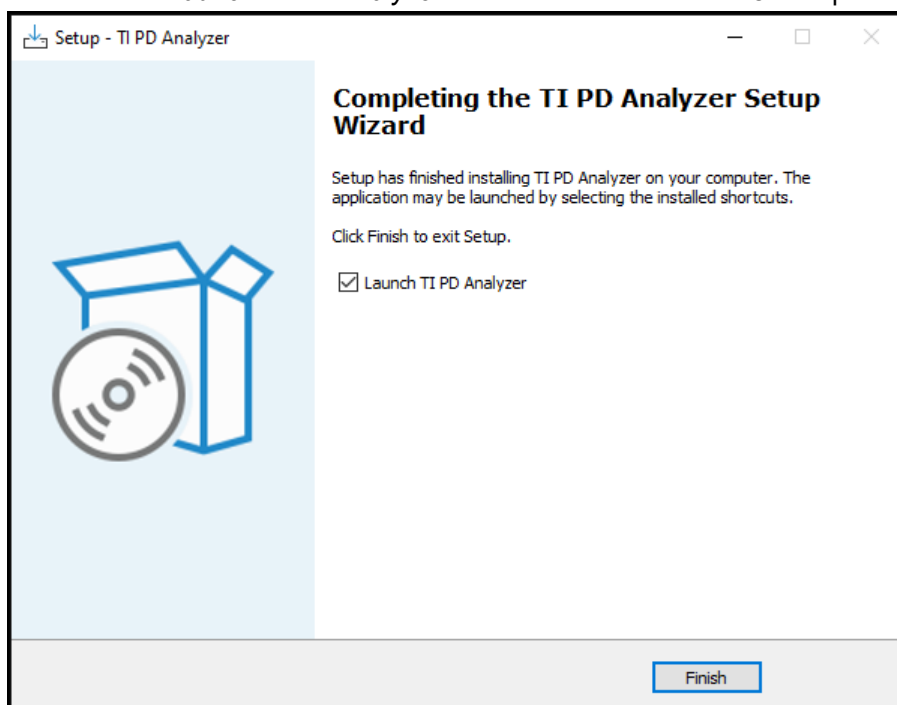 Setup - TI PD Analyzer
Completing the TI PD Analyzer Setup
Wizard
Setup has finished installing TI PD Analyzer on your computer. The
application may be launched by selecting the installed shortcuts.
Click Finish to exit Setup.
Launch TI PD Analyzer
Finish